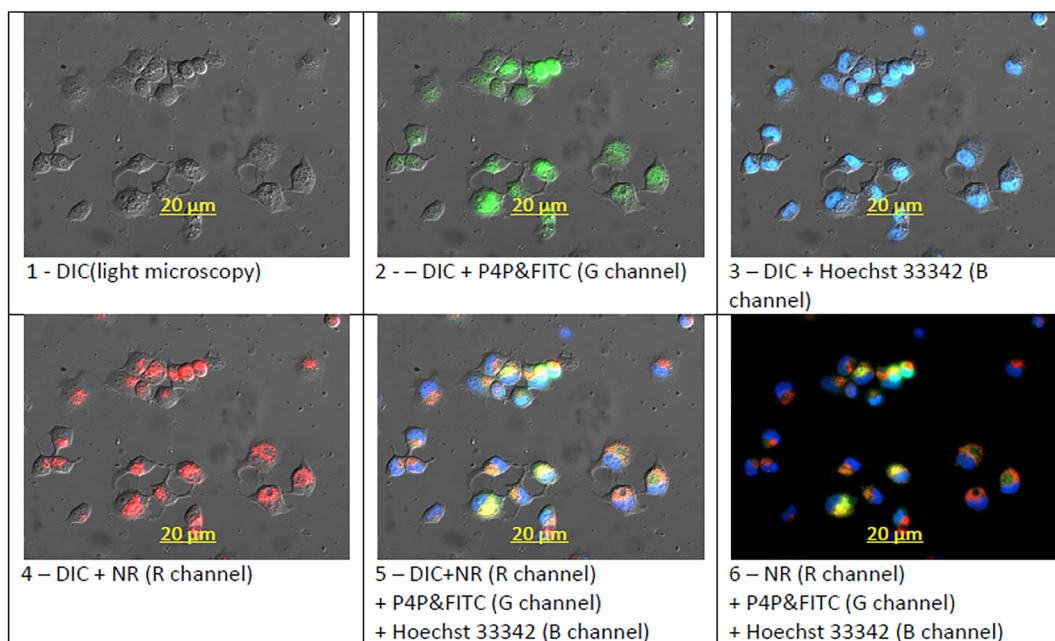 20 µm
20 µm
20 µm
1 - DIC(light microscopy)
2 - – DIC + P4P&FITC (G channel)
3 – DIC + Hoechst 33342 (B
channel)
20 µm
20 µm
20 µm
4 – DIC + NR (R channel)
5 – DIC+NR (R channel)
+ P4P&FITC (G channel)
+ Hoechst 33342 (B channel)
6 – NR (R channel)
+ P4P&FITC (G channel)
+ Hoechst 33342 (B channel)